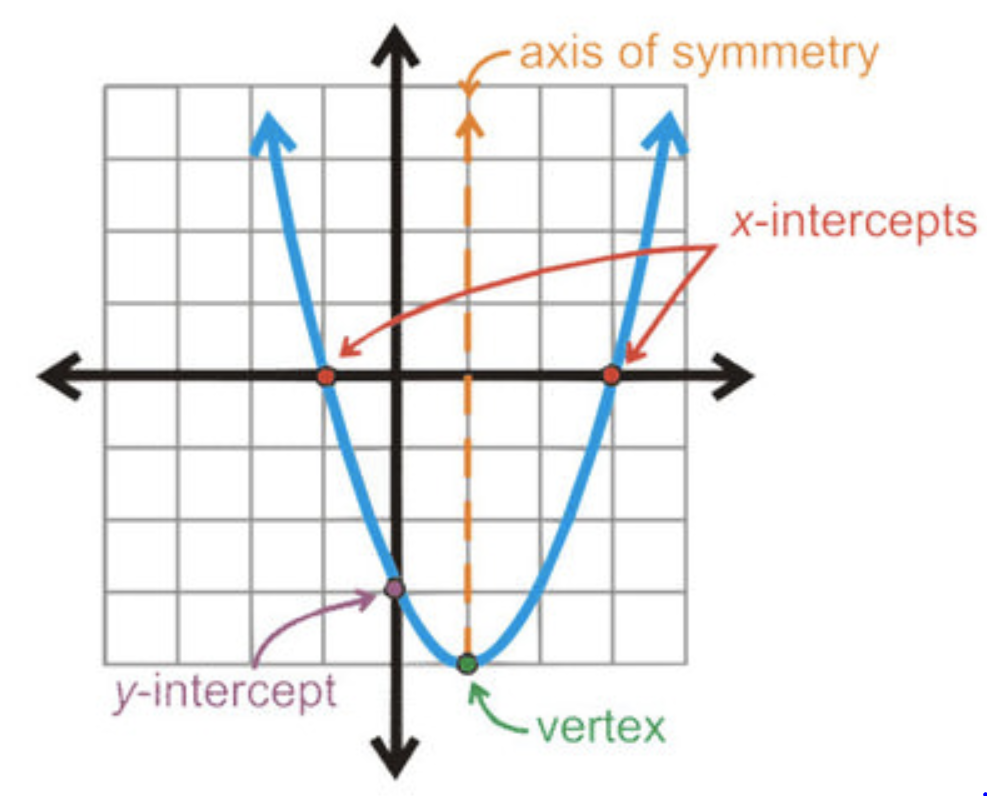 axis of symmetry
x-intercepts
y-intercept
vertex